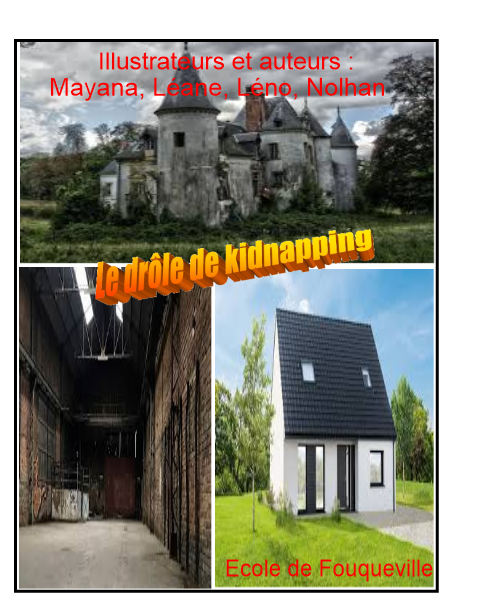 Illustrateurs et auteurs :
Mayana, Léane, Léno, Nolhan
Le drôle de kidnapping
Ecole de Fouqueville